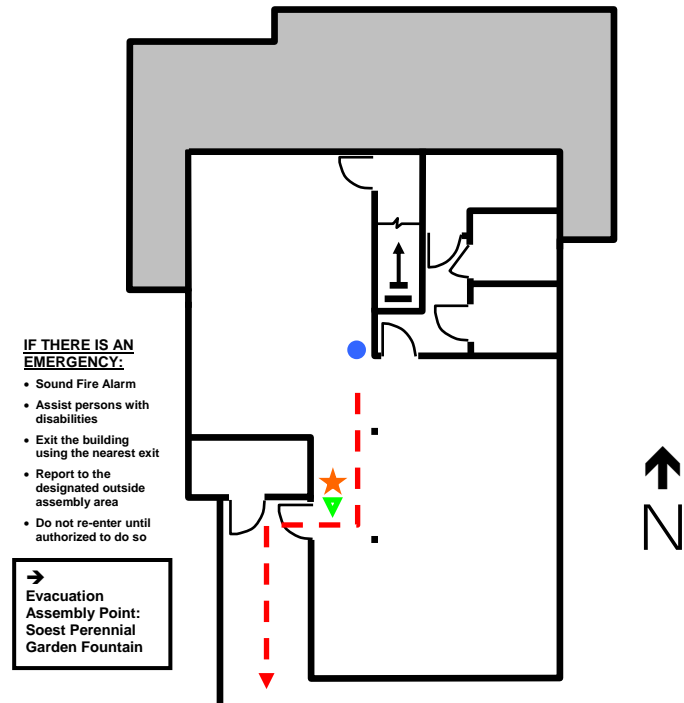 IF THERE IS AN
EMERGENCY:
• Sound Fire Alarm
• Assist persons with
disabilities
• Exit the building
using the nearest exit
• Report to the
designated outside
assembly area
• Do not re-enter until
authorized to do so
➔
Evacuation
Assembly Point:
Soest Perennial
Garden Fountain
N